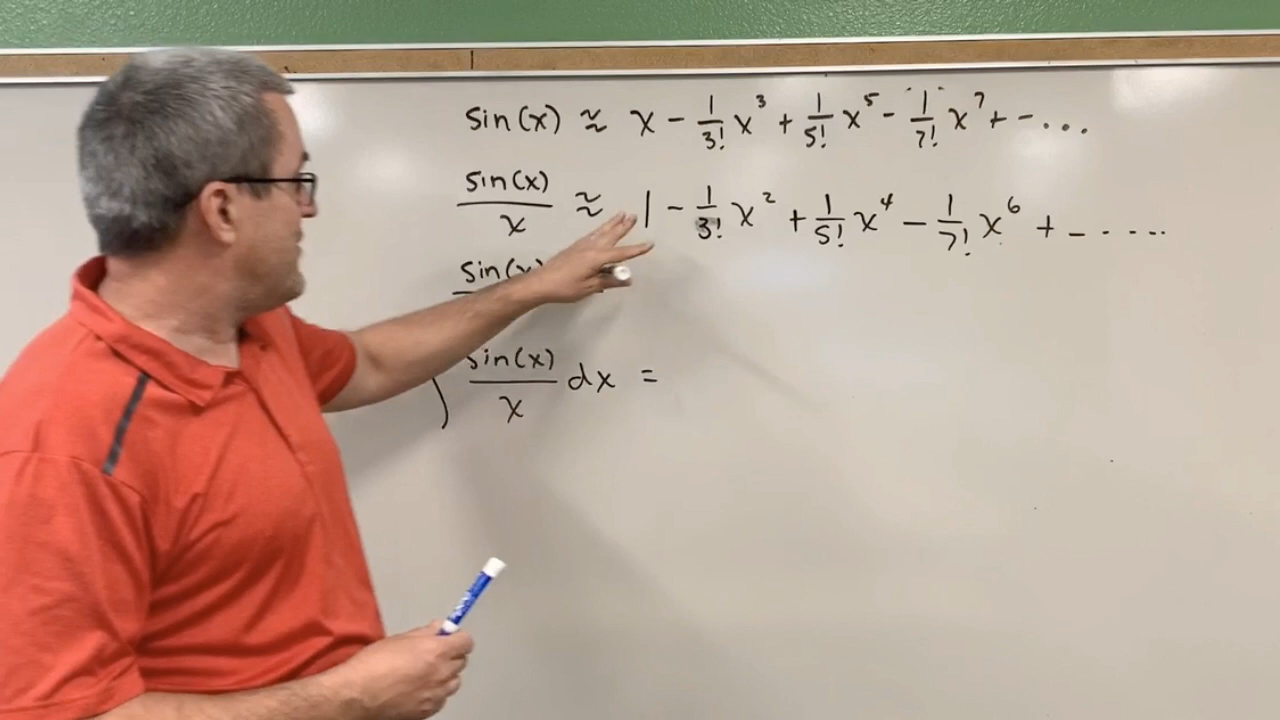 sin(x) ≈ x - 1/3! x³ + 1/5! x⁵ - 1/7! x⁷ + - ...
sin(x)/x ≈ 1 - 1/3! x² + 1/5! x⁴ - 1/7! x⁶ + - ....
sin(x)
∫ sin(x)/x dx =